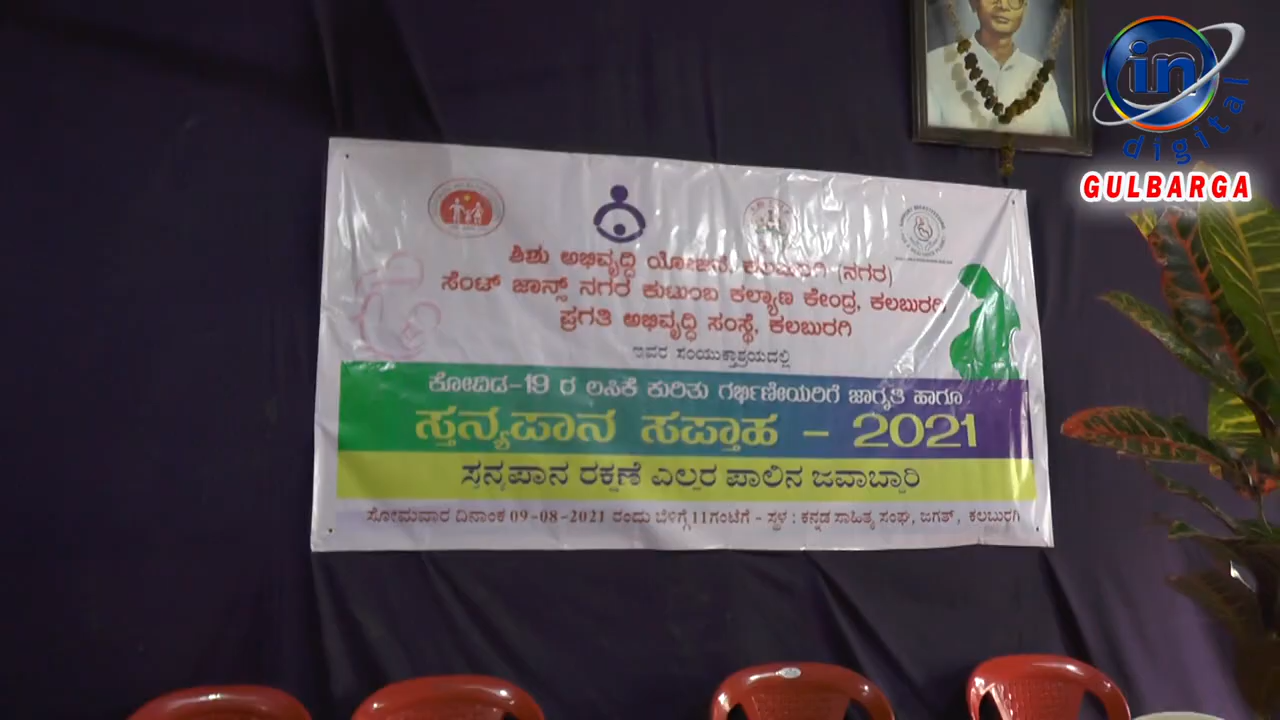 in
digital
GULBARGA
ಶಿಶು ಅಭಿವೃದ್ಧಿ ಯೋಜನೆ, ಕಲಬುರಗಿ (ನಗರ)
ಸೆಂಟ್ ಜಾನ್ಸ್ ನಗರ ಕುಟುಂಬ ಕಲ್ಯಾಣ ಕೇಂದ್ರ, ಕಲಬುರಗಿ
ಪ್ರಗತಿ ಅಭಿವೃದ್ಧಿ ಸಂಸ್ಥೆ, ಕಲಬುರಗಿ
ಇವರ ಸಂಯುಕ್ತಾಶ್ರಯದಲ್ಲಿ
ಕೋವಿಡ-19 ರ ಲಸಿಕೆ ಕುರಿತು ಗರ್ಭಿಣಿಯರಿಗೆ ಜಾಗೃತಿ ಹಾಗೂ
ಸ್ತನ್ಯಪಾನ ಸಪ್ತಾಹ - 2021
ಸ್ತನ್ಯಪಾನ ರಕ್ಷಣೆ ಎಲ್ಲರ ಪಾಲಿನ ಜವಾಬ್ದಾರಿ
ಸೋಮವಾರ ದಿನಾಂಕ 09-08-2021 ರಂದು ಬೆಳಿಗ್ಗೆ 11ಗಂಟೆಗೆ - ಸ್ಥಳ : ಕನ್ನಡ ಸಾಹಿತ್ಯ ಸಂಘ, ಜಗತ್, ಕಲಬುರಗಿ